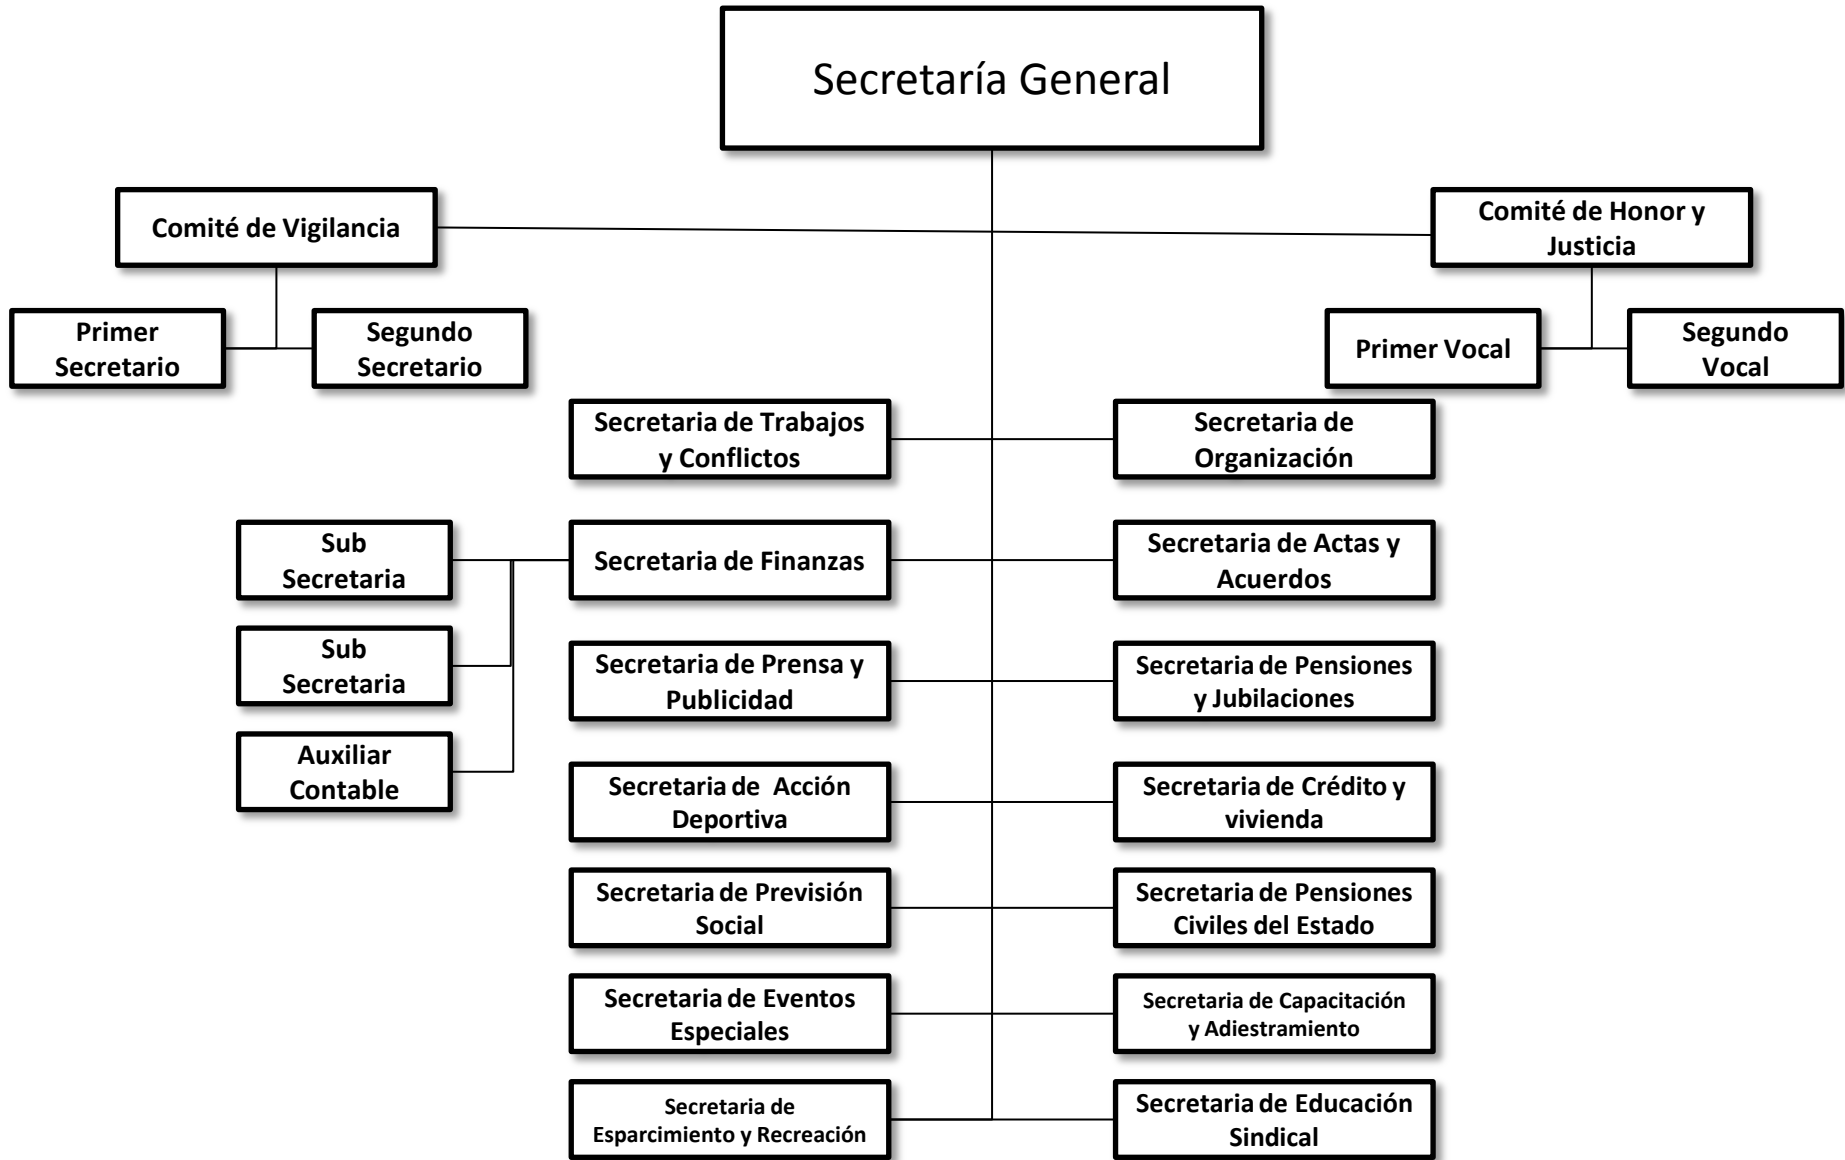 Secretaría General
Comité de Vigilancia
Comité de Honor y
Justicia
Primer
Secretario
Segundo
Secretario
Primer Vocal
Segundo
Vocal
Secretaria de Trabajos
y Conflictos
Secretaria de
Organización
Sub
Secretaria
Secretaria de Finanzas
Secretaria de Actas y
Acuerdos
Sub
Secretaria
Secretaria de Prensa y
Publicidad
Secretaria de Pensiones
y Jubilaciones
Auxiliar
Contable
Secretaria de  Acción
Deportiva
Secretaria de Crédito y
vivienda
Secretaria de Previsión
Social
Secretaria de Pensiones
Civiles del Estado
Secretaria de Eventos
Especiales
Secretaria de Capacitación
y Adiestramiento
Secretaria de
Esparcimiento y Recreación
Secretaria de Educación
Sindical